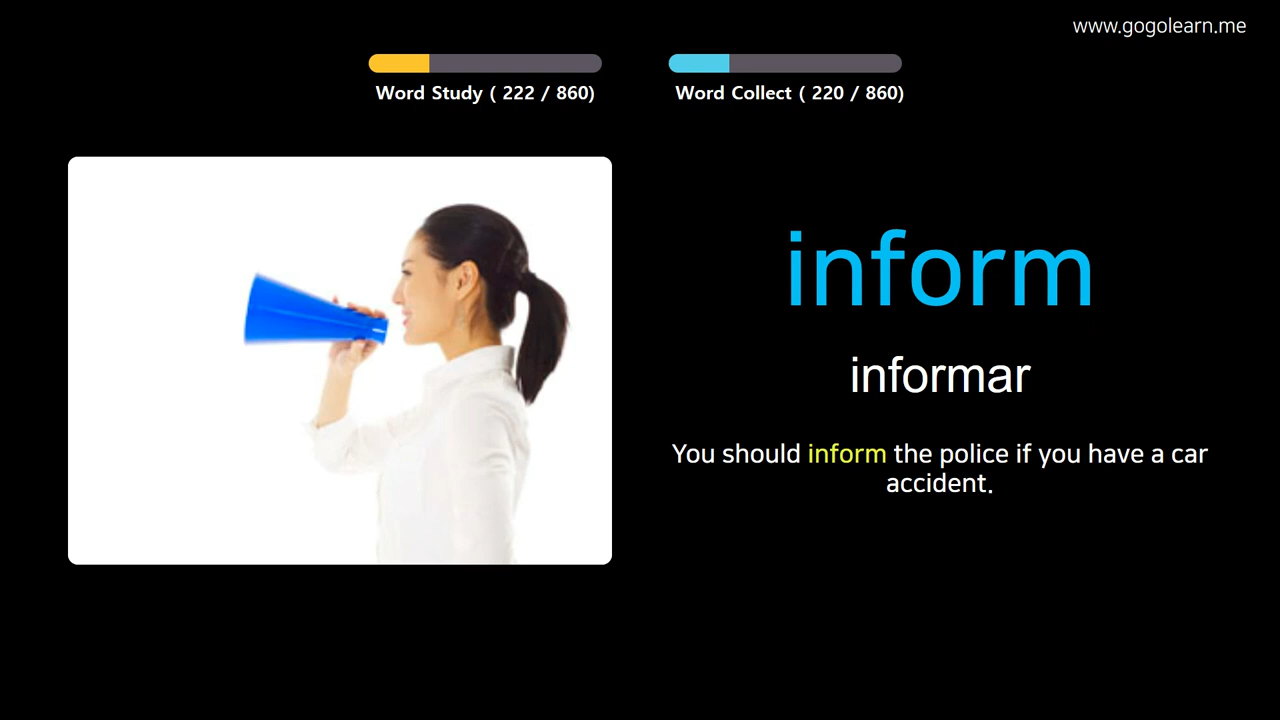 www.gogolearn.me
Word Study ( 222 / 860)
Word Collect ( 220 / 860)
inform
informar
You should inform the police if you have a car
accident.